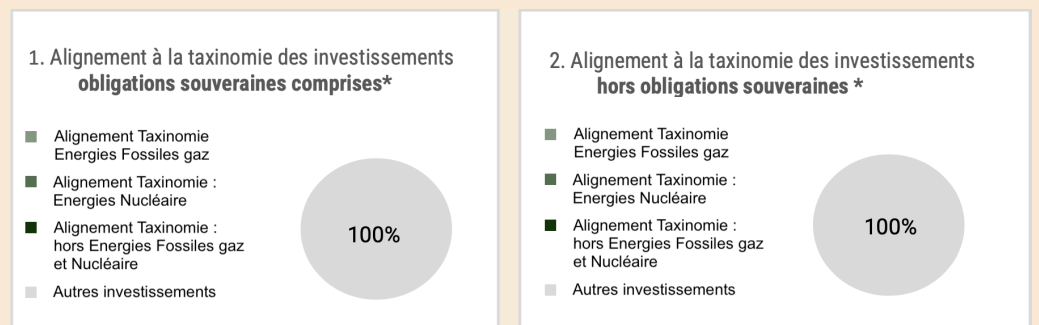 1. Alignement à la taxinomie des investissements
obligations souveraines comprises*
Alignement Taxinomie
Energies Fossiles gaz
Alignement Taxinomie :
Energies Nucléaire
Alignement Taxinomie :
hors Energies Fossiles gaz
et Nucléaire
Autres investissements
100%
2. Alignement à la taxinomie des investissements
hors obligations souveraines *
Alignement Taxinomie
Energies Fossiles gaz
Alignement Taxinomie :
Energies Nucléaire
Alignement Taxinomie :
hors Energies Fossiles gaz
et Nucléaire
Autres investissements
100%